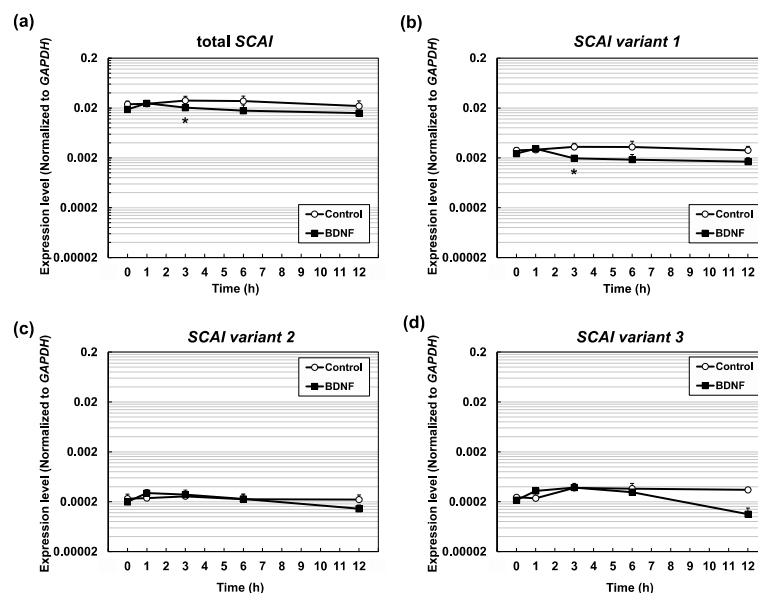 (a)
total SCAI
Expression level (Normalized to GAPDH)
0.2
0.02
0.002
0.0002
0.00002
*
Control
BDNF
0 1 2 3 4 5 6 7 8 9 10 11 12
Time (h)
(b)
SCAI variant 1
Expression level (Normalized to GAPDH)
0.2
0.02
0.002
0.0002
0.00002
*
Control
BDNF
0 1 2 3 4 5 6 7 8 9 10 11 12
Time (h)
(c)
SCAI variant 2
Expression level (Normalized to GAPDH)
0.2
0.02
0.002
0.0002
0.00002
Control
BDNF
0 1 2 3 4 5 6 7 8 9 10 11 12
Time (h)
(d)
SCAI variant 3
Expression level (Normalized to GAPDH)
0.2
0.02
0.002
0.0002
0.00002
Control
BDNF
0 1 2 3 4 5 6 7 8 9 10 11 12
Time (h)